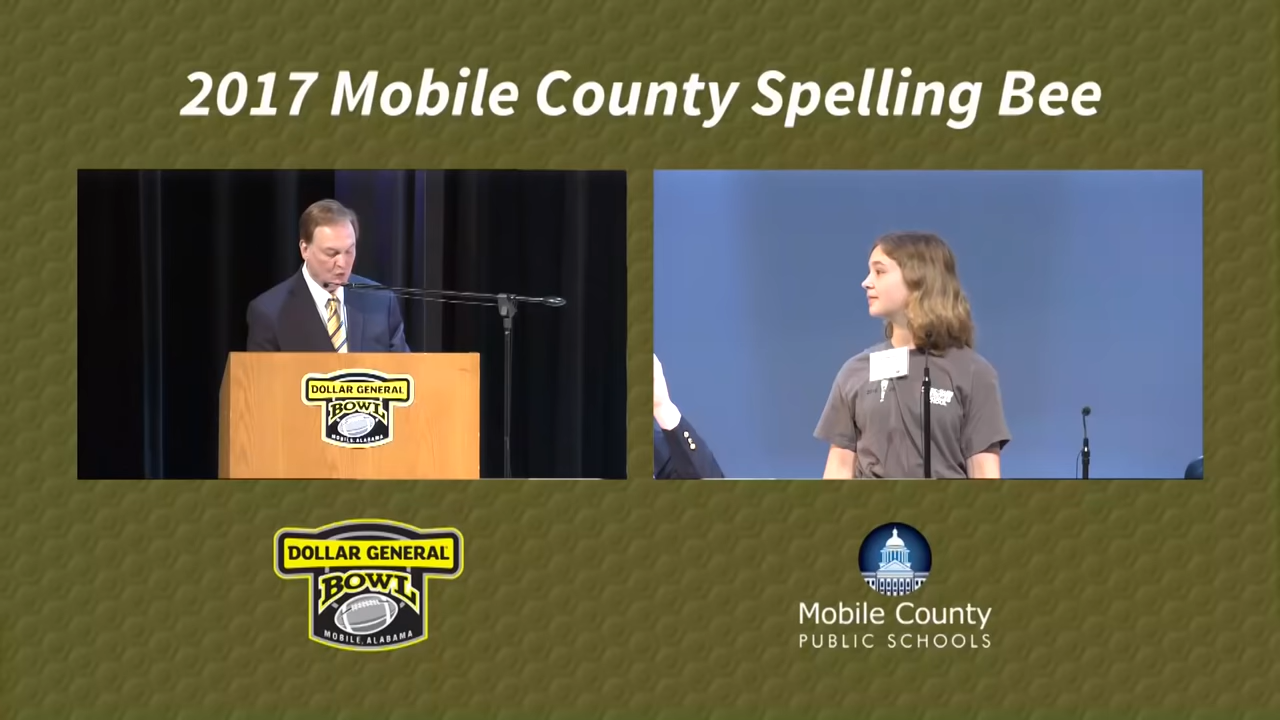 2017 Mobile County Spelling Bee
DOLLAR GENERAL
BOWL
MOBILE, ALABAMA
DOLLAR GENERAL
BOWL
MOBILE, ALABAMA
Mobile County
PUBLIC SCHOOLS